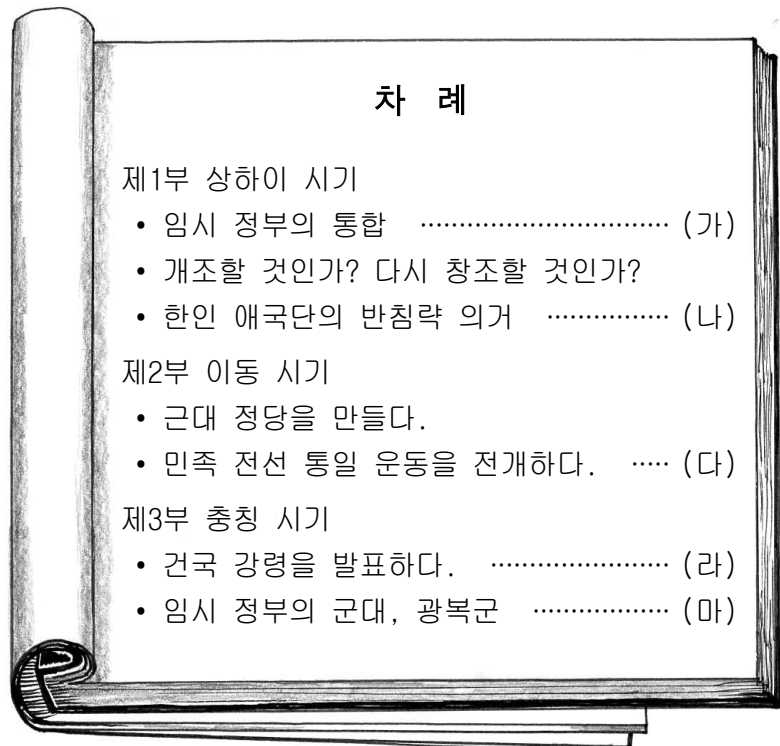 차 례
제1부 상하이 시기
• 임시 정부의 통합 ································ (가)
• 개조할 것인가? 다시 창조할 것인가?
• 한인 애국단의 반침략 의거 ················ (나)
제2부 이동 시기
• 근대 정당을 만들다.
• 민족 전선 통일 운동을 전개하다. ····· (다)
제3부 충칭 시기
• 건국 강령을 발표하다. ······················· (라)
• 임시 정부의 군대, 광복군 ·················· (마)